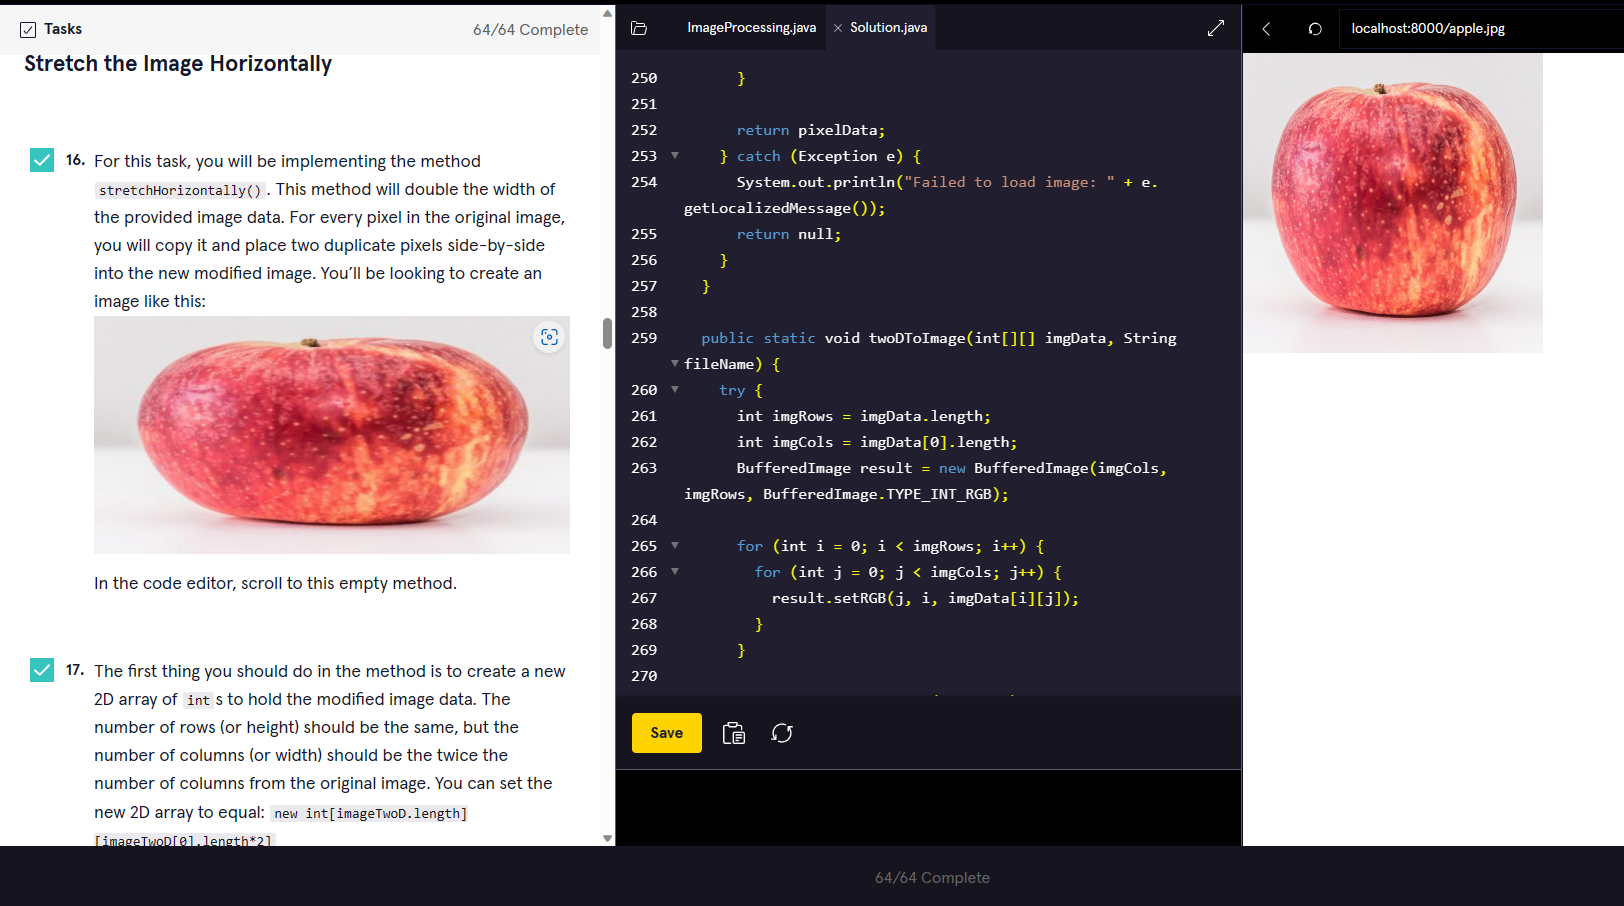 Tasks
64/64 Complete
Stretch the Image Horizontally
16. For this task, you will be implementing the method
stretchHorizontally() . This method will double the width of
the provided image data. For every pixel in the original image,
you will copy it and place two duplicate pixels side-by-side
into the new modified image. You’ll be looking to create an
image like this:
In the code editor, scroll to this empty method.
17. The first thing you should do in the method is to create a new
2D array of int s to hold the modified image data. The
number of rows (or height) should be the same, but the
number of columns (or width) should be the twice the
number of columns from the original image. You can set the
new 2D array to equal: new int[imageTwoD.length]
[imageTwoD[0].length*2]
ImageProcessing.java
Solution.java
250 }
251
252 return pixelData;
253 } catch (Exception e) {
254 System.out.println("Failed to load image: " + e.
getLocalizedMessage());
255 return null;
256 }
257 }
258
259 public static void twoDToImage(int[][] imgData, String
fileName) {
260 try {
261 int imgRows = imgData.length;
262 int imgCols = imgData[0].length;
263 BufferedImage result = new BufferedImage(imgCols,
imgRows, BufferedImage.TYPE_INT_RGB);
264
265 for (int i = 0; i < imgRows; i++) {
266 for (int j = 0; j < imgCols; j++) {
267 result.setRGB(j, i, imgData[i][j]);
268 }
269 }
270
Save
localhost:8000/apple.jpg
64/64 Complete